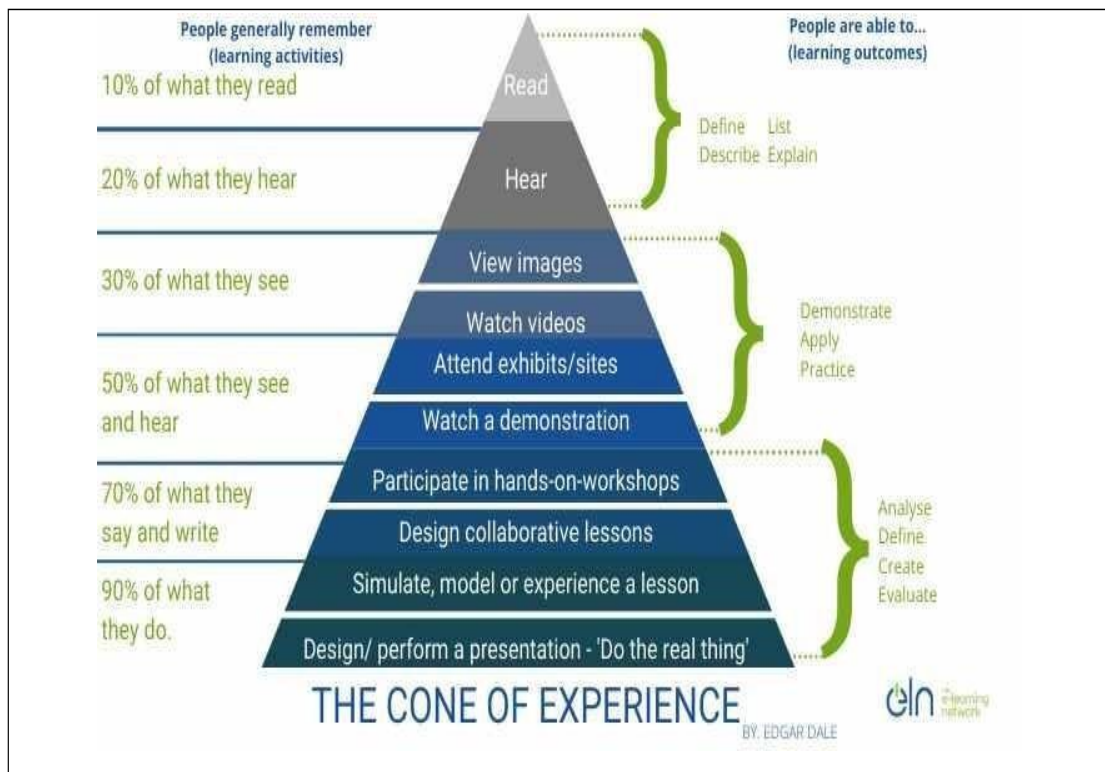 People generally remember
(learning activities)
People are able to...
(learning outcomes)
10% of what they read
20% of what they hear
30% of what they see
50% of what they see
and hear
70% of what they
say and write
90% of what
they do.
Read
Hear
View images
Watch videos
Attend exhibits/sites
Watch a demonstration
Participate in hands-on-workshops
Design collaborative lessons
Simulate, model or experience a lesson
Design/ perform a presentation - 'Do the real thing'
Define List
Describe Explain
Demonstrate
Apply
Practice
Analyse
Define
Create
Evaluate
THE CONE OF EXPERIENCE
BY. EDGAR DALE
eln
e-learning
network